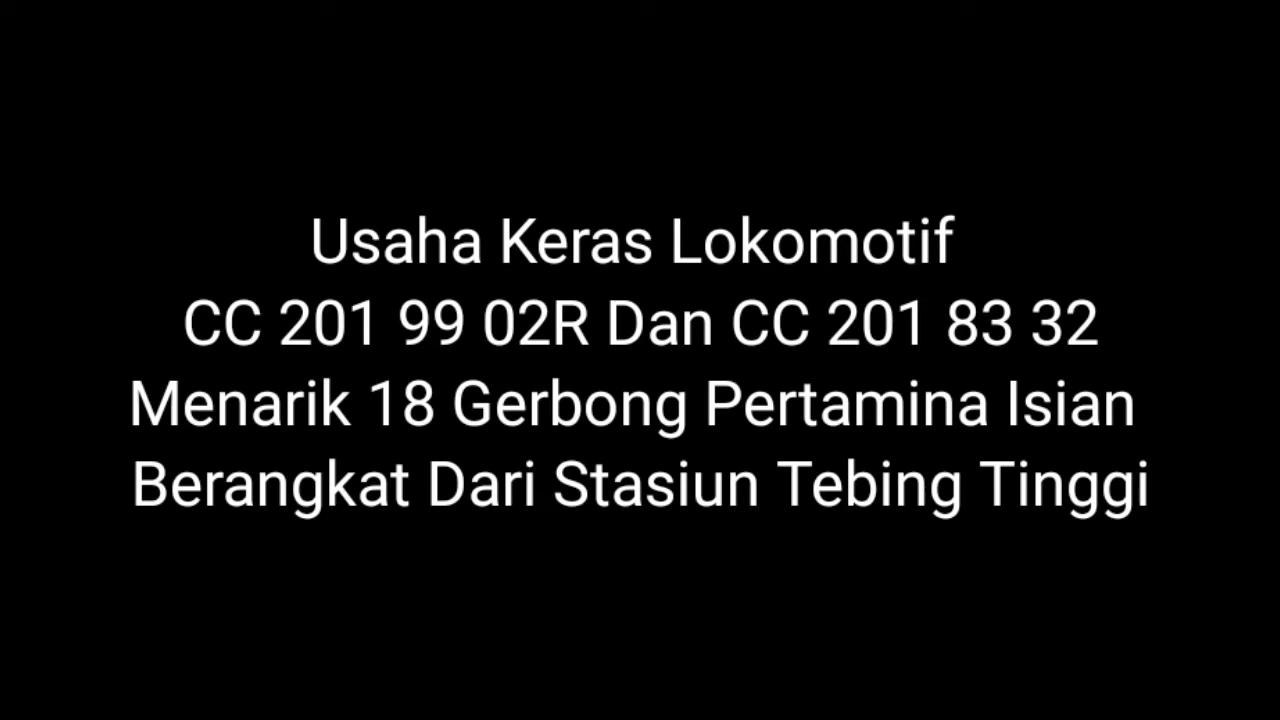 Usaha Keras Lokomotif
CC 201 99 02R Dan CC 201 83 32
Menarik 18 Gerbong Pertamina Isian
Berangkat Dari Stasiun Tebing Tinggi